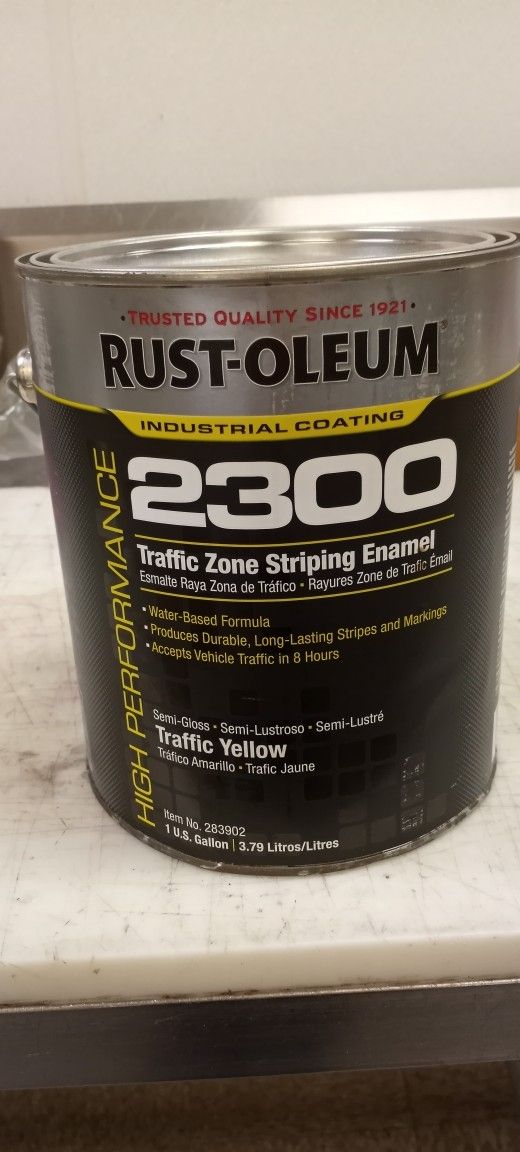 •TRUSTED QUALITY SINCE 1921•
RUST-OLEUM®
INDUSTRIAL COATING
HIGH PERFORMANCE
2300
Traffic Zone Striping Enamel
Esmalte Raya Zona de Tráfico • Rayures Zone de Trafic Émail
• Water-Based Formula
• Produces Durable, Long-Lasting Stripes and Markings
• Accepts Vehicle Traffic in 8 Hours
Semi-Gloss • Semi-Lustroso • Semi-Lustré
Traffic Yellow
Tráfico Amarillo • Trafic Jaune
Item No. 283902
1 U.S. Gallon | 3.79 Litros/Litres